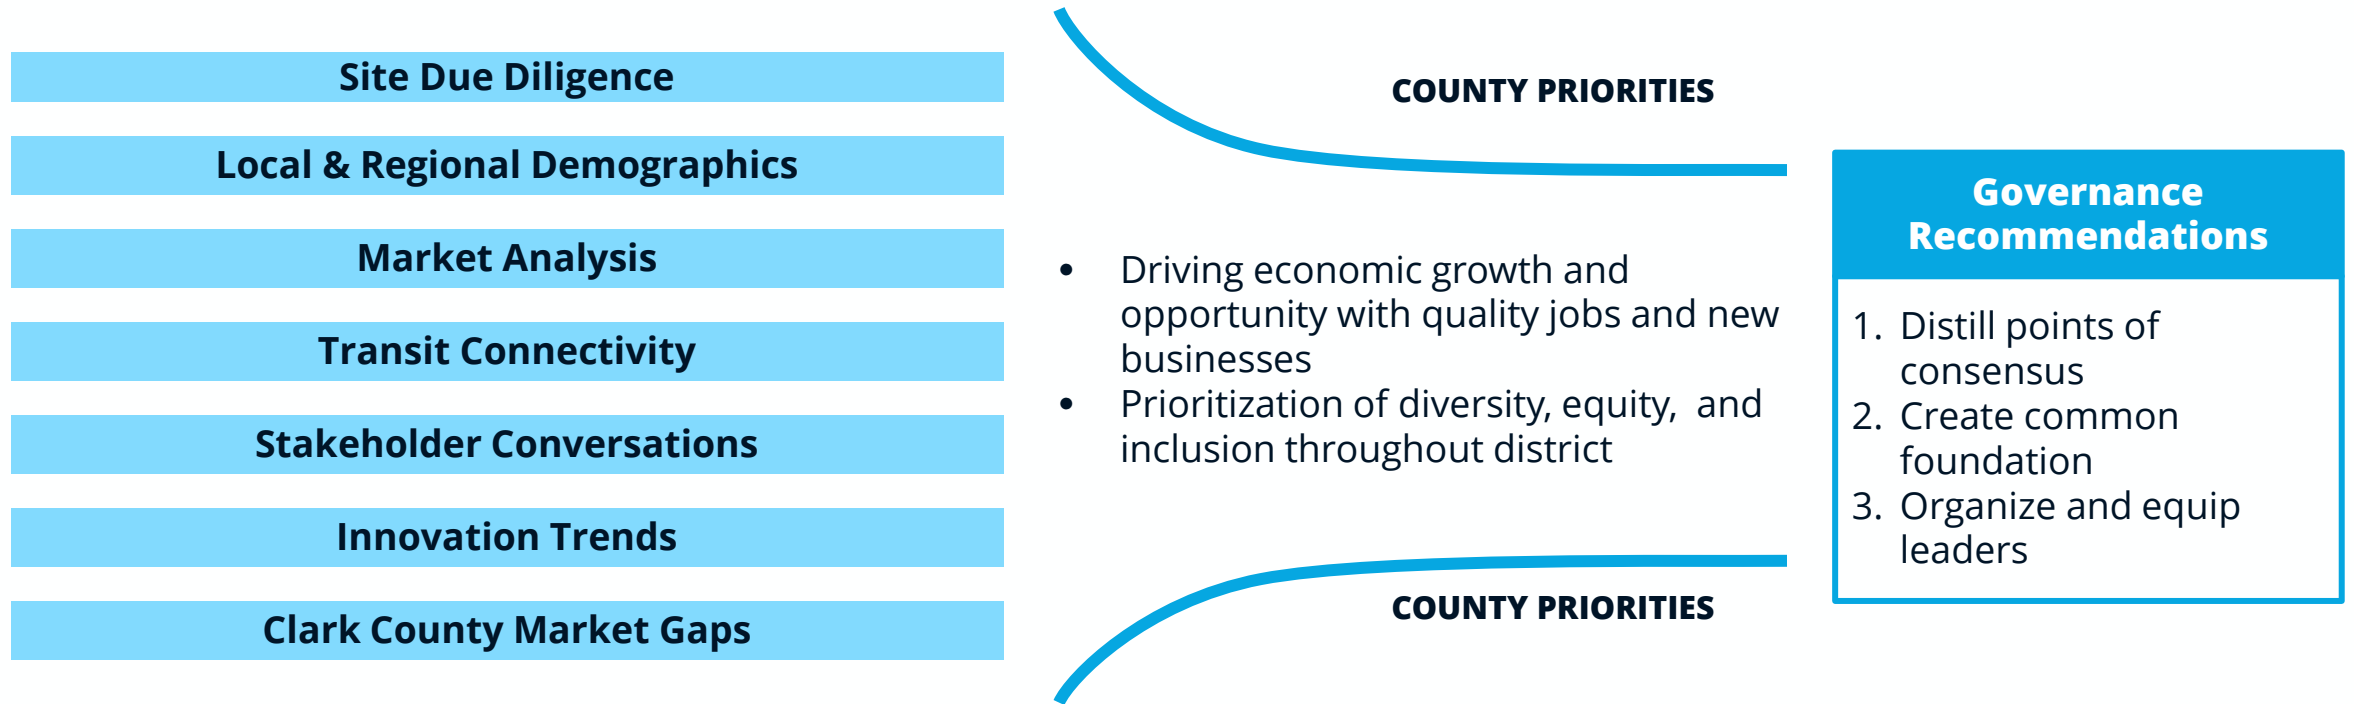 Site Due Diligence
Local & Regional Demographics
Market Analysis
Transit Connectivity
Stakeholder Conversations
Innovation Trends
Clark County Market Gaps
COUNTY PRIORITIES
• Driving economic growth and
opportunity with quality jobs and new
businesses
• Prioritization of diversity, equity,  and
inclusion throughout district
COUNTY PRIORITIES
Governance
Recommendations
1. Distill points of
consensus
2. Create common
foundation
3. Organize and equip
leaders